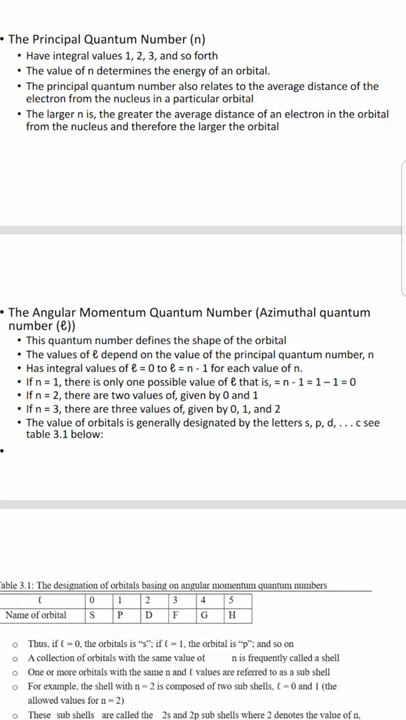 • The Principal Quantum Number (n)
• Have integral values 1, 2, 3, and so forth
• The value of n determines the energy of an orbital.
• The principal quantum number also relates to the average distance of the
electron from the nucleus in a particular orbital
• The larger n is, the greater the average distance of an electron in the orbital
from the nucleus and therefore the larger the orbital
• The Angular Momentum Quantum Number (Azimuthal quantum
number (ℓ))
• This quantum number defines the shape of the orbital
• The values of ℓ depend on the value of the principal quantum number, n
• Has integral values of ℓ = 0 to ℓ = n - 1 for each value of n.
• If n = 1, there is only one possible value of ℓ that is, = n - 1 = 1 – 1 = 0
• If n = 2, there are two values of, given by 0 and 1
• If n = 3, there are three values of, given by 0, 1, and 2
• The value of orbitals is generally designated by the letters s, p, d, . . . c see
table 3.1 below:
•
Table 3.1: The designation of orbitals basing on angular momentum quantum numbers
ℓ 0 1 2 3 4 5
Name of orbital S P D F G H
o Thus, if ℓ = 0, the orbitals is “s”; if ℓ = 1, the orbital is “p”; and so on
o A collection of orbitals with the same value of n is frequently called a shell
o One or more orbitals with the same n and ℓ values are referred to as a sub shell
o For example, the shell with n = 2 is composed of two sub shells, ℓ = 0 and 1 (the
allowed values for n = 2)
o These sub shells are called the 2s and 2p sub shells where 2 denotes the value of n,